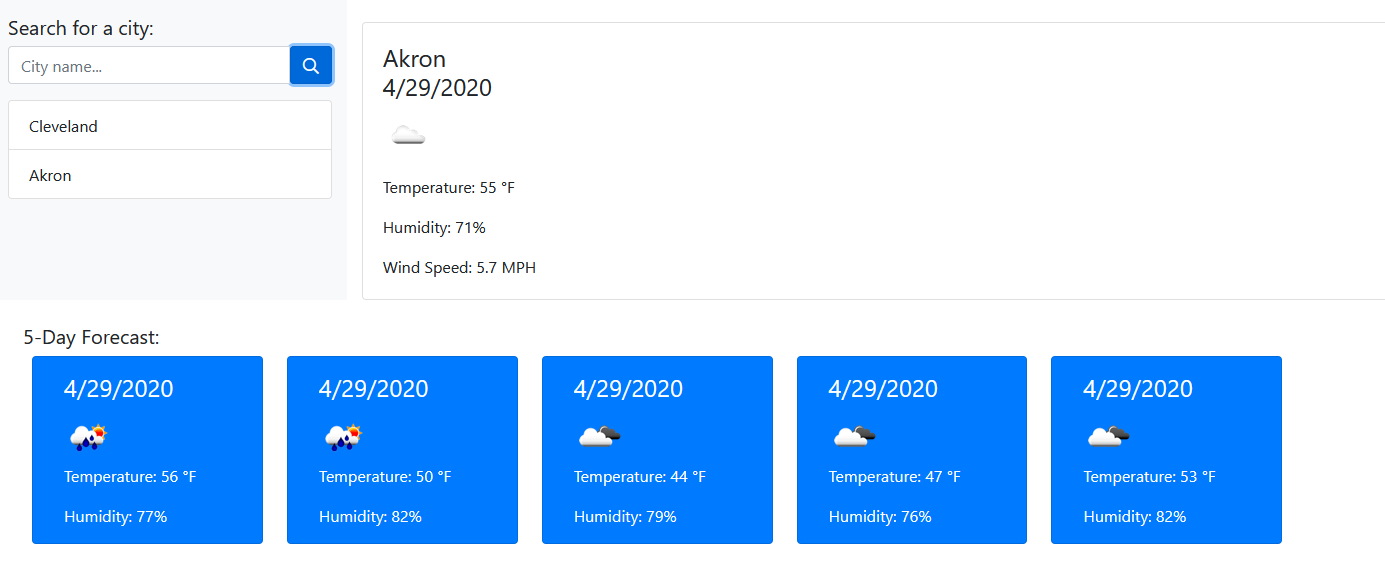 Search for a city:
City name...
Cleveland
Akron
Akron
4/29/2020
Temperature: 55 °F
Humidity: 71%
Wind Speed: 5.7 MPH
5-Day Forecast:
4/29/2020
Temperature: 56 °F
Humidity: 77%
4/29/2020
Temperature: 50 °F
Humidity: 82%
4/29/2020
Temperature: 44 °F
Humidity: 79%
4/29/2020
Temperature: 47 °F
Humidity: 76%
4/29/2020
Temperature: 53 °F
Humidity: 82%